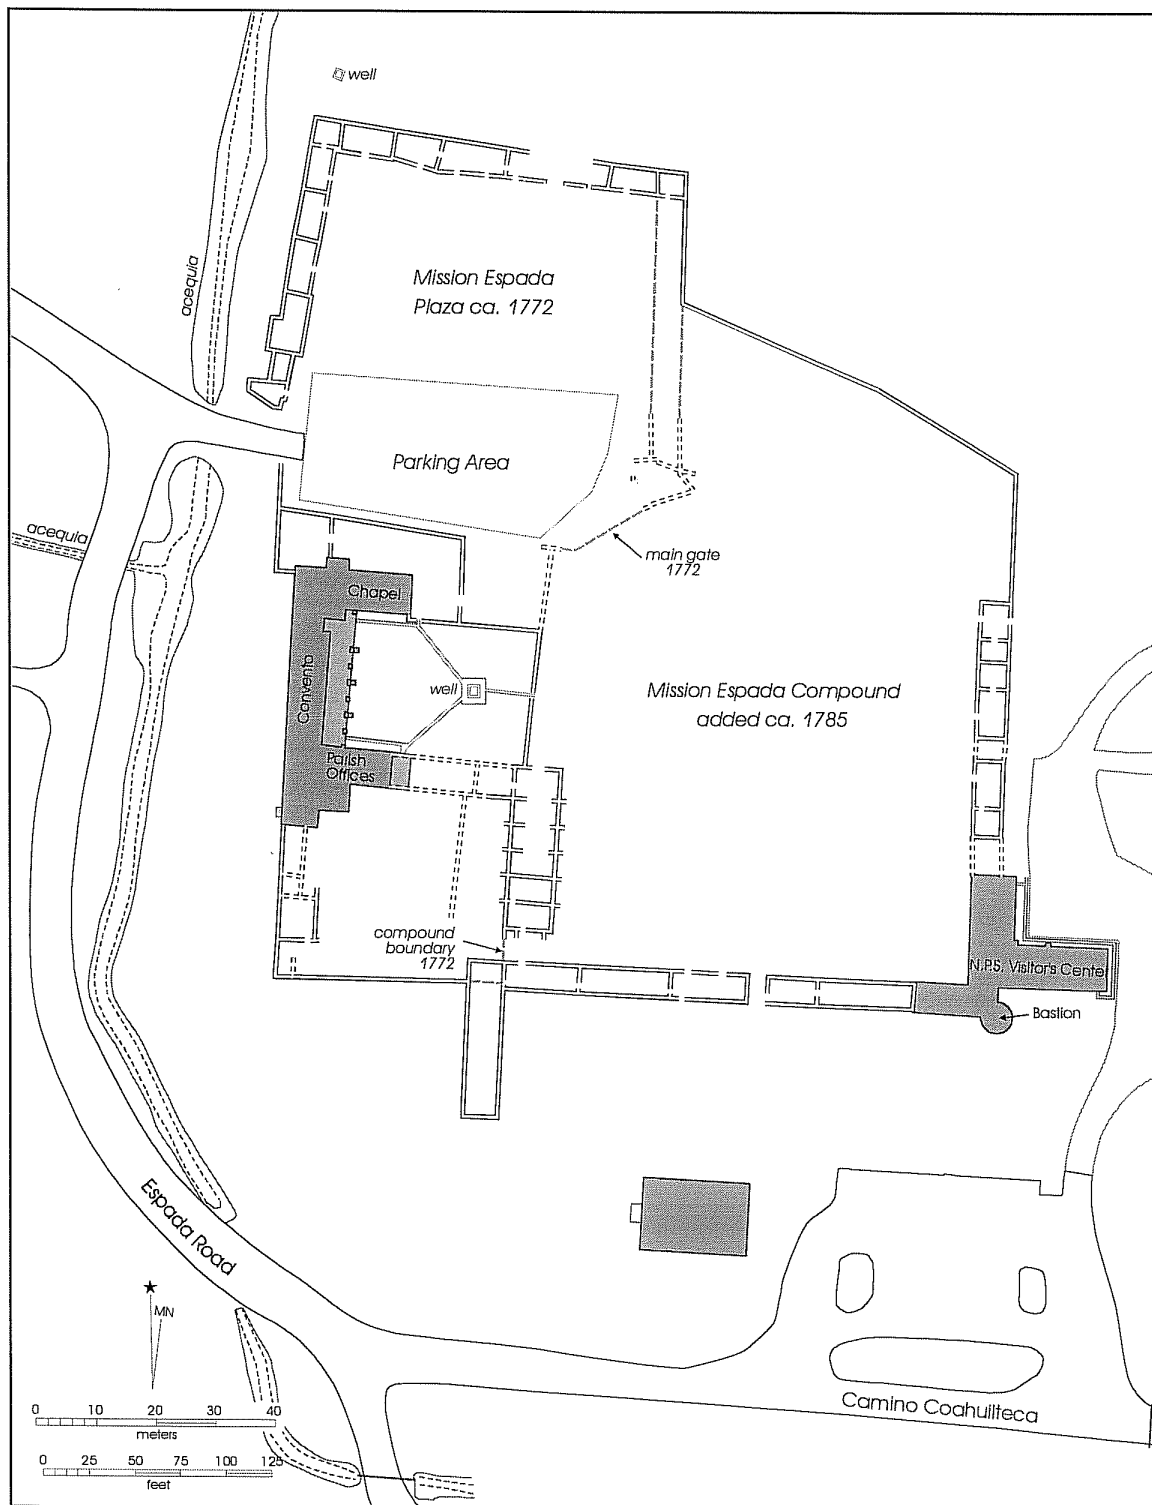 well
acequia
Mission Espada
Plaza ca. 1772
Parking Area
acequia
main gate
1772
Chapel
Convento
well
Mission Espada Compound
added ca. 1785
Parish
Offices
compound
boundary
1772
N.P.S. Visitor's Center
Bastion
Espada Road
MN
0 10 20 30 40
meters
0 25 50 75 100 125
feet
Camino Coahuilteca